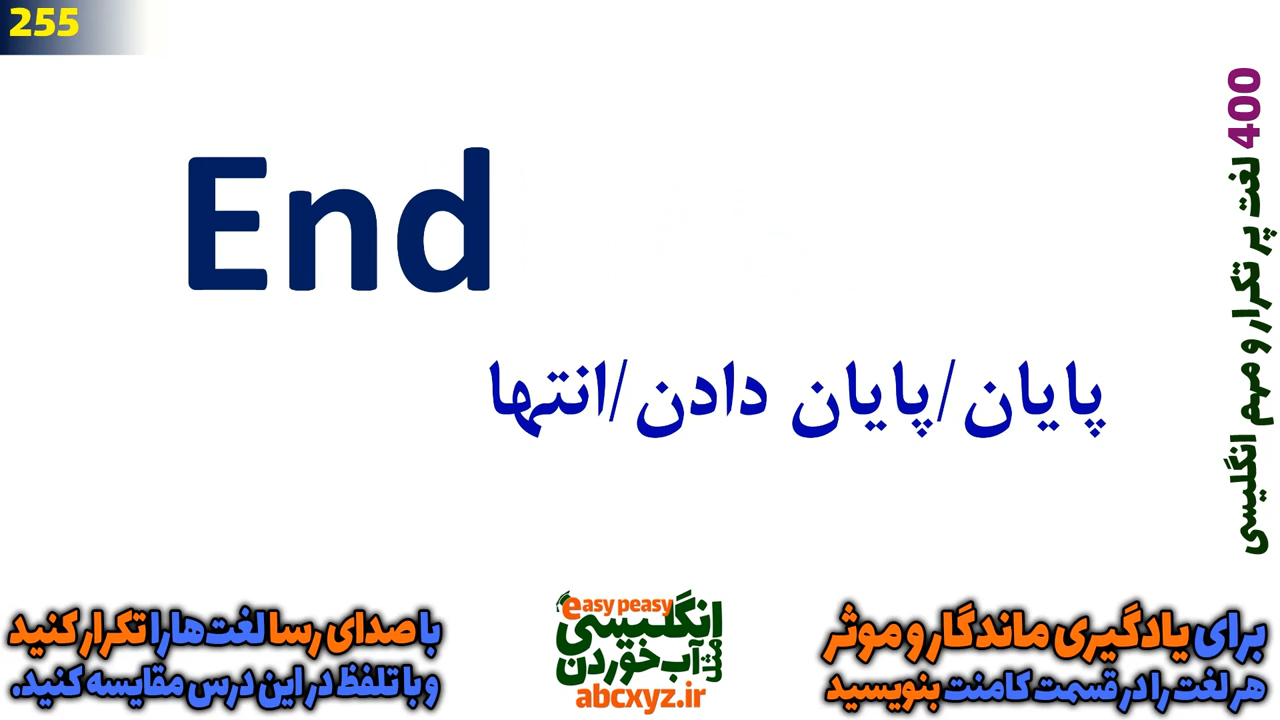 255
End
پایان/پایان دادن/انتها
400 لغت پر تکرار و مهم انگلیسی
با صدای رسا لغت‌ها را تکرار کنید
و با تلفظ در این درس مقایسه کنید.
easy peasy
انگلیسی
مثل آب خوردن
abcxyz.ir
برای یادگیری ماندگار و موثر
هر لغت را در قسمت کامنت بنویسید